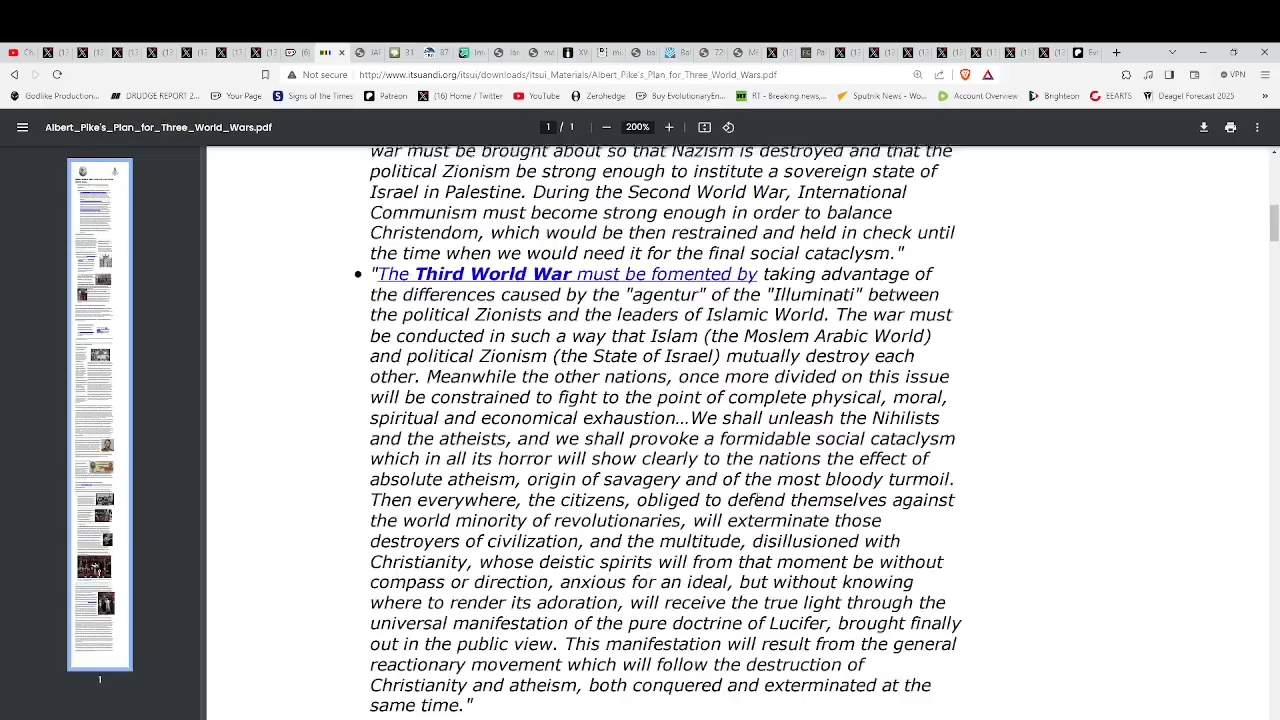 Not secure http://www.itsuandi.org/itsui/downloads/Itsui_Materials/Albert_Pike's_Plan_for_Three_World_Wars.pdf VPN
Godlike Production... DRUDGE REPORT 2... Your Page Signs of the Times Patreon (16) Home / Twitter YouTube Zerohedge Buy EvolutionaryEn... RT - Breaking news,... Sputnik News - Wo... Account Overview Brighton EEARTS Deagel Forecast 2025...
Albert_Pike's_Plan_for_Three_World_Wars.pdf 1 / 1 200%
war must be brought about so that Nazism is destroyed and that the
political Zionism be strong enough to institute a sovereign state of
Israel in Palestine. During the Second World War, International
Communism must become strong enough in order to balance
Christendom, which would be then restrained and held in check until
the time when we would need it for the final social cataclysm."
• "The Third World War must be fomented by taking advantage of
the differences caused by the "agentur" of the "Illuminati" between
the political Zionists and the leaders of Islamic World. The war must
be conducted in such a way that Islam (the Moslem Arabic World)
and political Zionism (the State of Israel) mutually destroy each
other. Meanwhile the other nations, once more divided on this issue
will be constrained to fight to the point of complete physical, moral,
spiritual and economical exhaustion…We shall unleash the Nihilists
and the atheists, and we shall provoke a formidable social cataclysm
which in all its horror will show clearly to the nations the effect of
absolute atheism, origin of savagery and of the most bloody turmoil.
Then everywhere, the citizens, obliged to defend themselves against
the world minority of revolutionaries, will exterminate those
destroyers of civilization, and the multitude, disillusioned with
Christianity, whose deistic spirits will from that moment be without
compass or direction, anxious for an ideal, but without knowing
where to render its adoration, will receive the true light through the
universal manifestation of the pure doctrine of Lucifer, brought finally
out in the public view. This manifestation will result from the general
reactionary movement which will follow the destruction of
Christianity and atheism, both conquered and exterminated at the
same time."
1